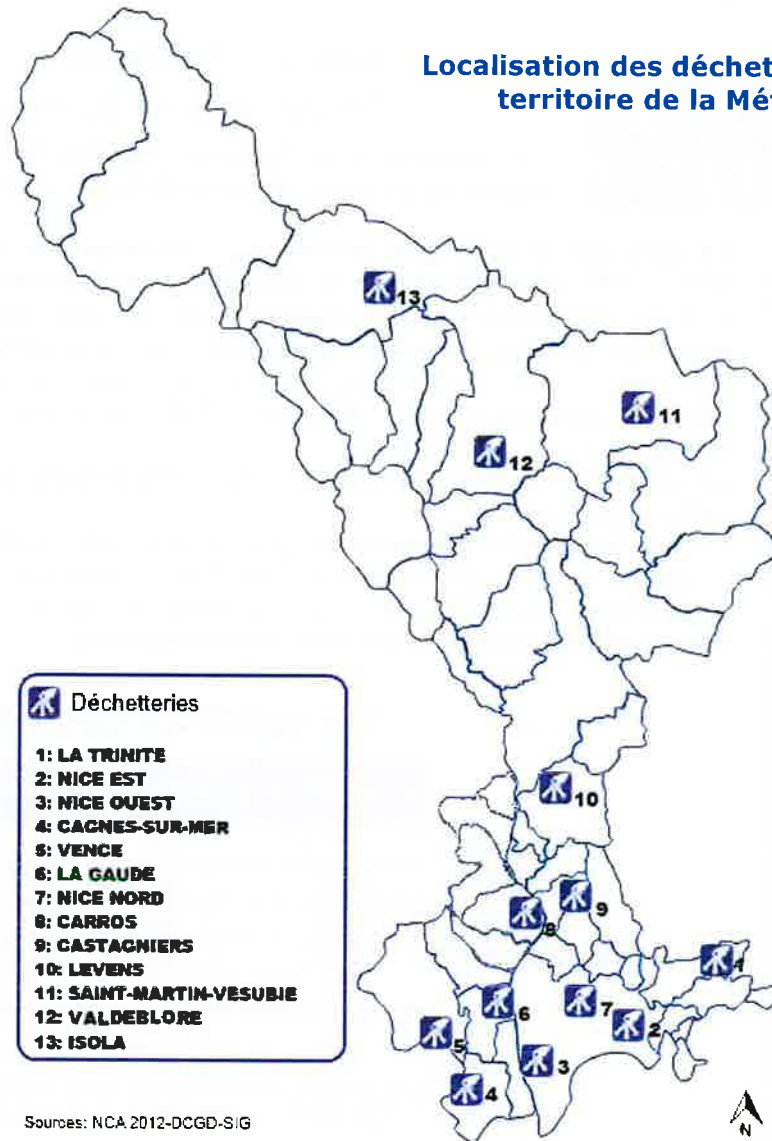 Localisation des déchet
territoire de la Mét
13
11
12
Déchetteries
1: LA TRINITE
2: NICE EST
3: NICE OUEST
4: CAGNES-SUR-MER
5: VENCE
6: LA GAUDE
7: NICE NORD
8: CARROS
9: CASTAGNIERS
10: LEVENS
11: SAINT-MARTIN-VESUBIE
12: VALDEBLORE
13: ISOLA
10
9
8
1
6
7
2
5
3
4
Sources: NCA 2012-DCGD-SIG
N